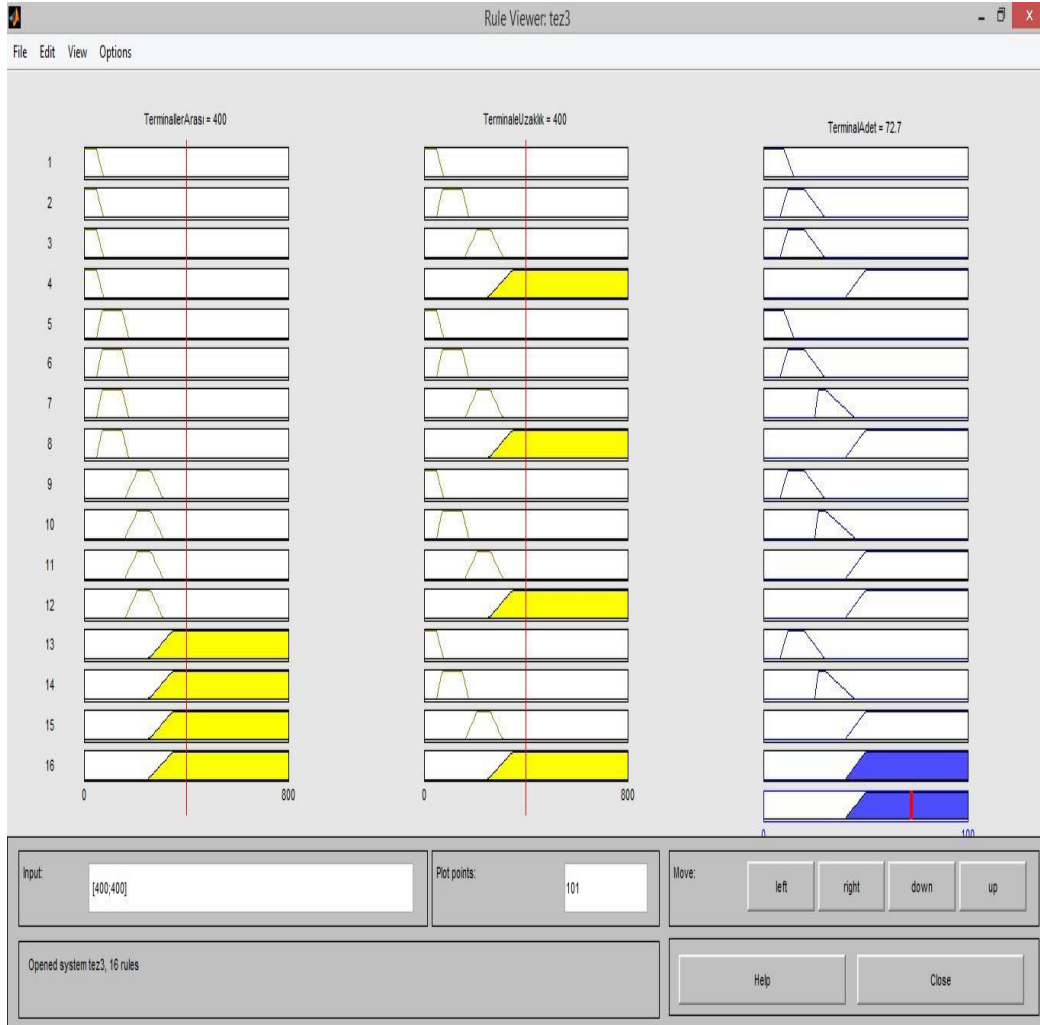 Rule Viewer: tez3
File Edit View Options
TerminallerArası = 400
TerminaleUzaklık = 400
TerminalAdet = 72.7
1
2
3
4
5
6
7
8
9
10
11
12
13
14
15
16
0 800
0 800
0 100
Input:
[400;400]
Plot points:
101
Move:
left
right
down
up
Opened system tez3, 16 rules
Help
Close